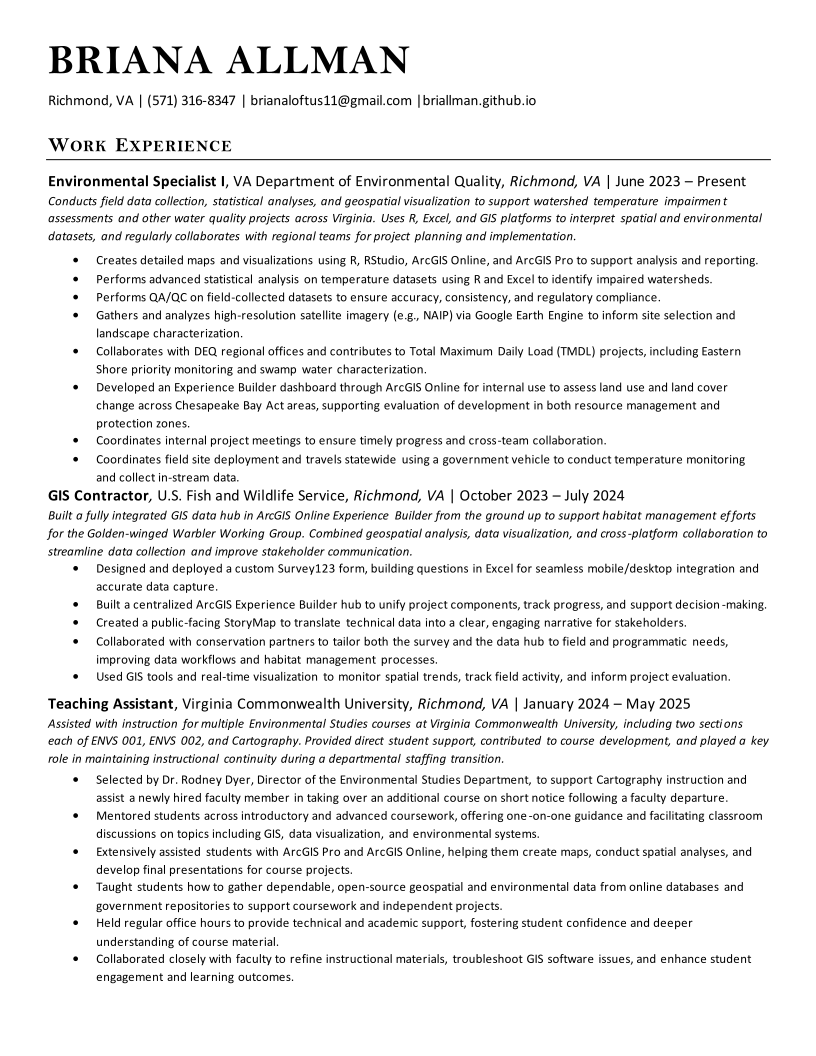 BRIANA ALLMAN
Richmond, VA | (571) 316-8347 | brianaloftus11@gmail.com |briallman.github.io
WORK EXPERIENCE
Environmental Specialist I, VA Department of Environmental Quality, Richmond, VA | June 2023 – Present
Conducts field data collection, statistical analyses, and geospatial visualization to support watershed temperature impairment
assessments and other water quality projects across Virginia. Uses R, Excel, and GIS platforms to interpret spatial and environmental
datasets, and regularly collaborates with regional teams for project planning and implementation.
• Creates detailed maps and visualizations using R, RStudio, ArcGIS Online, and ArcGIS Pro to support analysis and reporting.
• Performs advanced statistical analysis on temperature datasets using R and Excel to identify impaired watersheds.
• Performs QA/QC on field-collected datasets to ensure accuracy, consistency, and regulatory compliance.
• Gathers and analyzes high-resolution satellite imagery (e.g., NAIP) via Google Earth Engine to inform site selection and
landscape characterization.
• Collaborates with DEQ regional offices and contributes to Total Maximum Daily Load (TMDL) projects, including Eastern
Shore priority monitoring and swamp water characterization.
• Developed an Experience Builder dashboard through ArcGIS Online for internal use to assess land use and land cover
change across Chesapeake Bay Act areas, supporting evaluation of development in both resource management and
protection zones.
• Coordinates internal project meetings to ensure timely progress and cross-team collaboration.
• Coordinates field site deployment and travels statewide using a government vehicle to conduct temperature monitoring
and collect in-stream data.
GIS Contractor, U.S. Fish and Wildlife Service, Richmond, VA | October 2023 – July 2024
Built a fully integrated GIS data hub in ArcGIS Online Experience Builder from the ground up to support habitat management efforts
for the Golden-winged Warbler Working Group. Combined geospatial analysis, data visualization, and cross-platform collaboration to
streamline data collection and improve stakeholder communication.
• Designed and deployed a custom Survey123 form, building questions in Excel for seamless mobile/desktop integration and
accurate data capture.
• Built a centralized ArcGIS Experience Builder hub to unify project components, track progress, and support decision-making.
• Created a public-facing StoryMap to translate technical data into a clear, engaging narrative for stakeholders.
• Collaborated with conservation partners to tailor both the survey and the data hub to field and programmatic needs,
improving data workflows and habitat management processes.
• Used GIS tools and real-time visualization to monitor spatial trends, track field activity, and inform project evaluation.
Teaching Assistant, Virginia Commonwealth University, Richmond, VA | January 2024 – May 2025
Assisted with instruction for multiple Environmental Studies courses at Virginia Commonwealth University, including two sections
each of ENVS 001, ENVS 002, and Cartography. Provided direct student support, contributed to course development, and played a key
role in maintaining instructional continuity during a departmental staffing transition.
• Selected by Dr. Rodney Dyer, Director of the Environmental Studies Department, to support Cartography instruction and
assist a newly hired faculty member in taking over an additional course on short notice following a faculty departure.
• Mentored students across introductory and advanced coursework, offering one-on-one guidance and facilitating classroom
discussions on topics including GIS, data visualization, and environmental systems.
• Extensively assisted students with ArcGIS Pro and ArcGIS Online, helping them create maps, conduct spatial analyses, and
develop final presentations for course projects.
• Taught students how to gather dependable, open-source geospatial and environmental data from online databases and
government repositories to support coursework and independent projects.
• Held regular office hours to provide technical and academic support, fostering student confidence and deeper
understanding of course material.
• Collaborated closely with faculty to refine instructional materials, troubleshoot GIS software issues, and enhance student
engagement and learning outcomes.